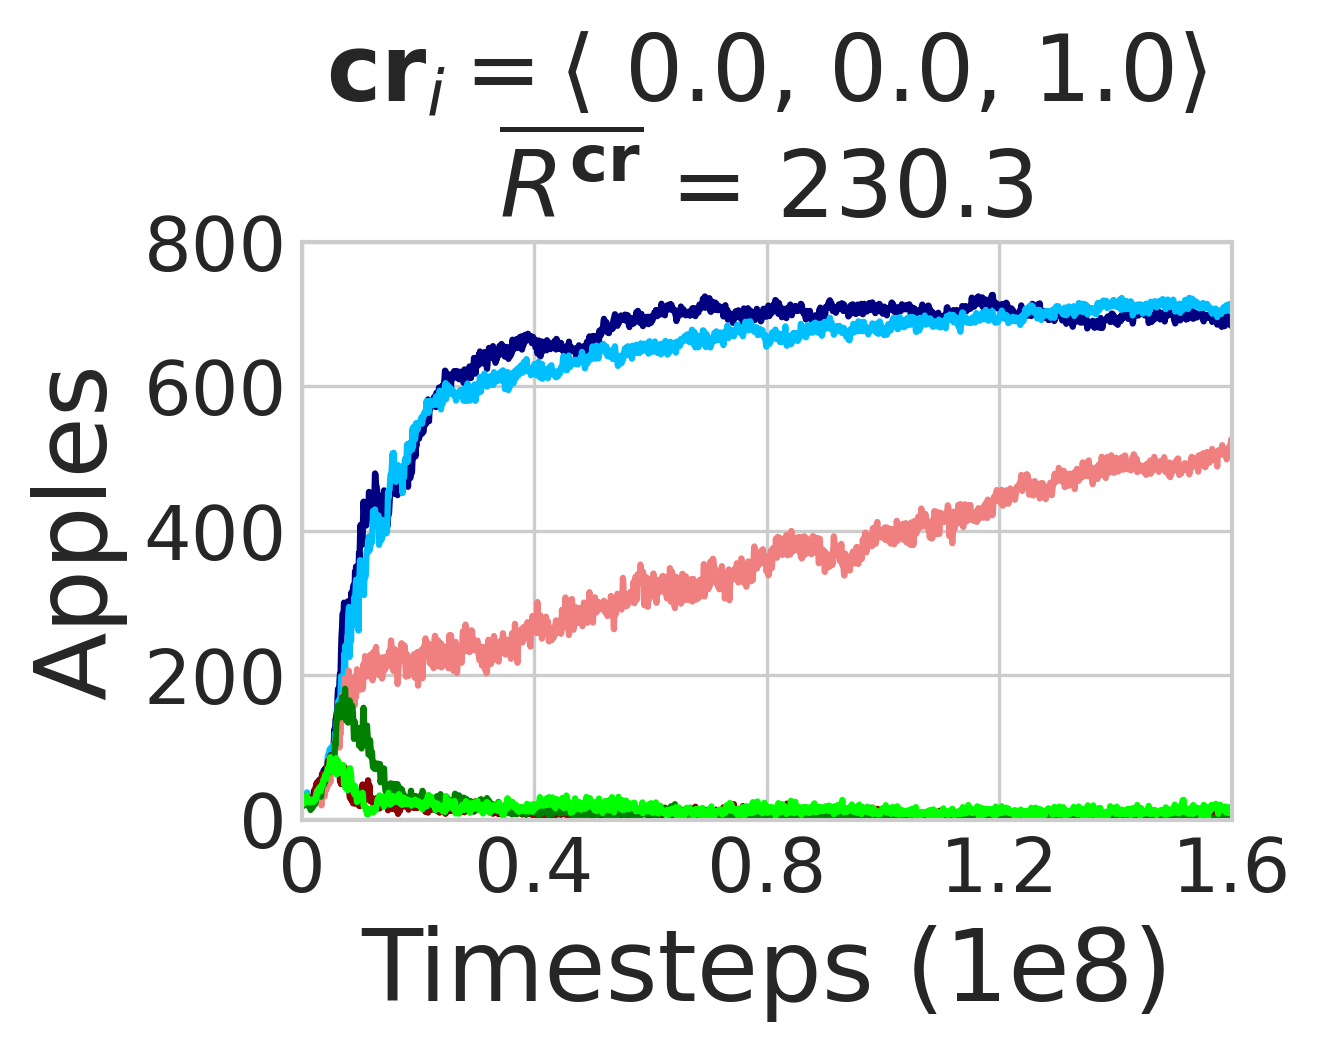 cr_i = ⟨ 0.0, 0.0, 1.0⟩
R^cr = 230.3
800
600
400
200
0
Apples
0 0.4 0.8 1.2 1.6
Timesteps (1e8)